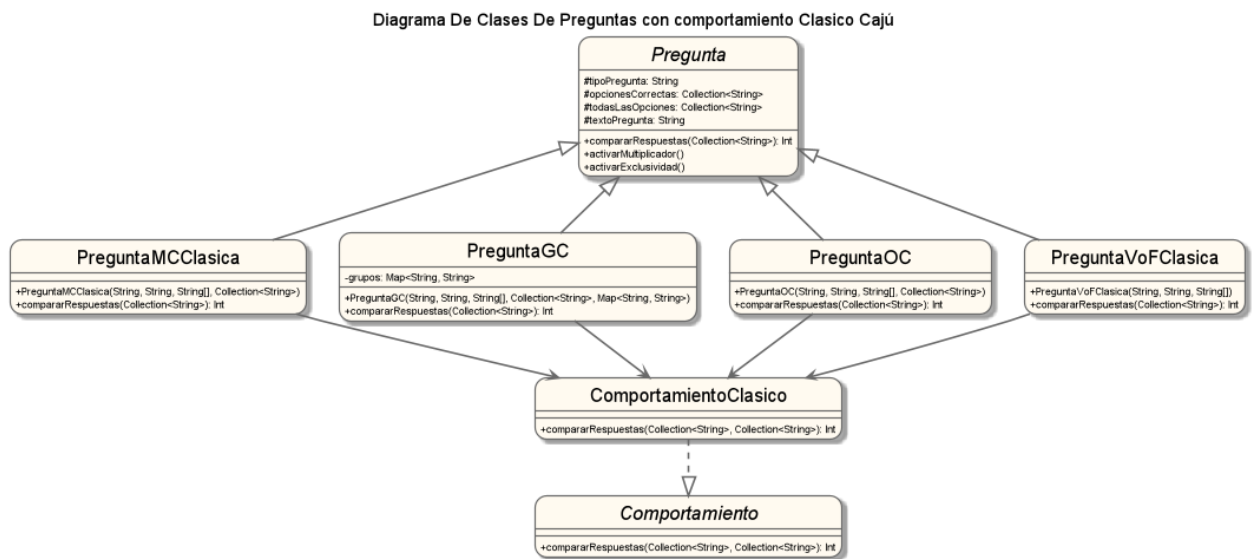 Diagrama De Clases De Preguntas con comportamiento Clasico Cajú
Pregunta
#tipoPregunta: String
#opcionesCorrectas: Collection<String>
#todasLasOpciones: Collection<String>
#textoPregunta: String
+compararRespuestas(Collection<String>): Int
+activarMultiplicador()
+activarExclusividad()
PreguntaMCClasica
+PreguntaMCClasica(String, String, String[], Collection<String>)
+compararRespuestas(Collection<String>): Int
PreguntaGC
-grupos: Map<String, String>
+PreguntaGC(String, String, String[], Collection<String>, Map<String, String>)
+compararRespuestas(Collection<String>): Int
PreguntaOC
+PreguntaOC(String, String, String[], Collection<String>)
+compararRespuestas(Collection<String>): Int
PreguntaVoFClasica
+PreguntaVoFClasica(String, String, String[])
+compararRespuestas(Collection<String>): Int
ComportamientoClasico
+compararRespuestas(Collection<String>, Collection<String>): Int
Comportamiento
+compararRespuestas(Collection<String>, Collection<String>): Int